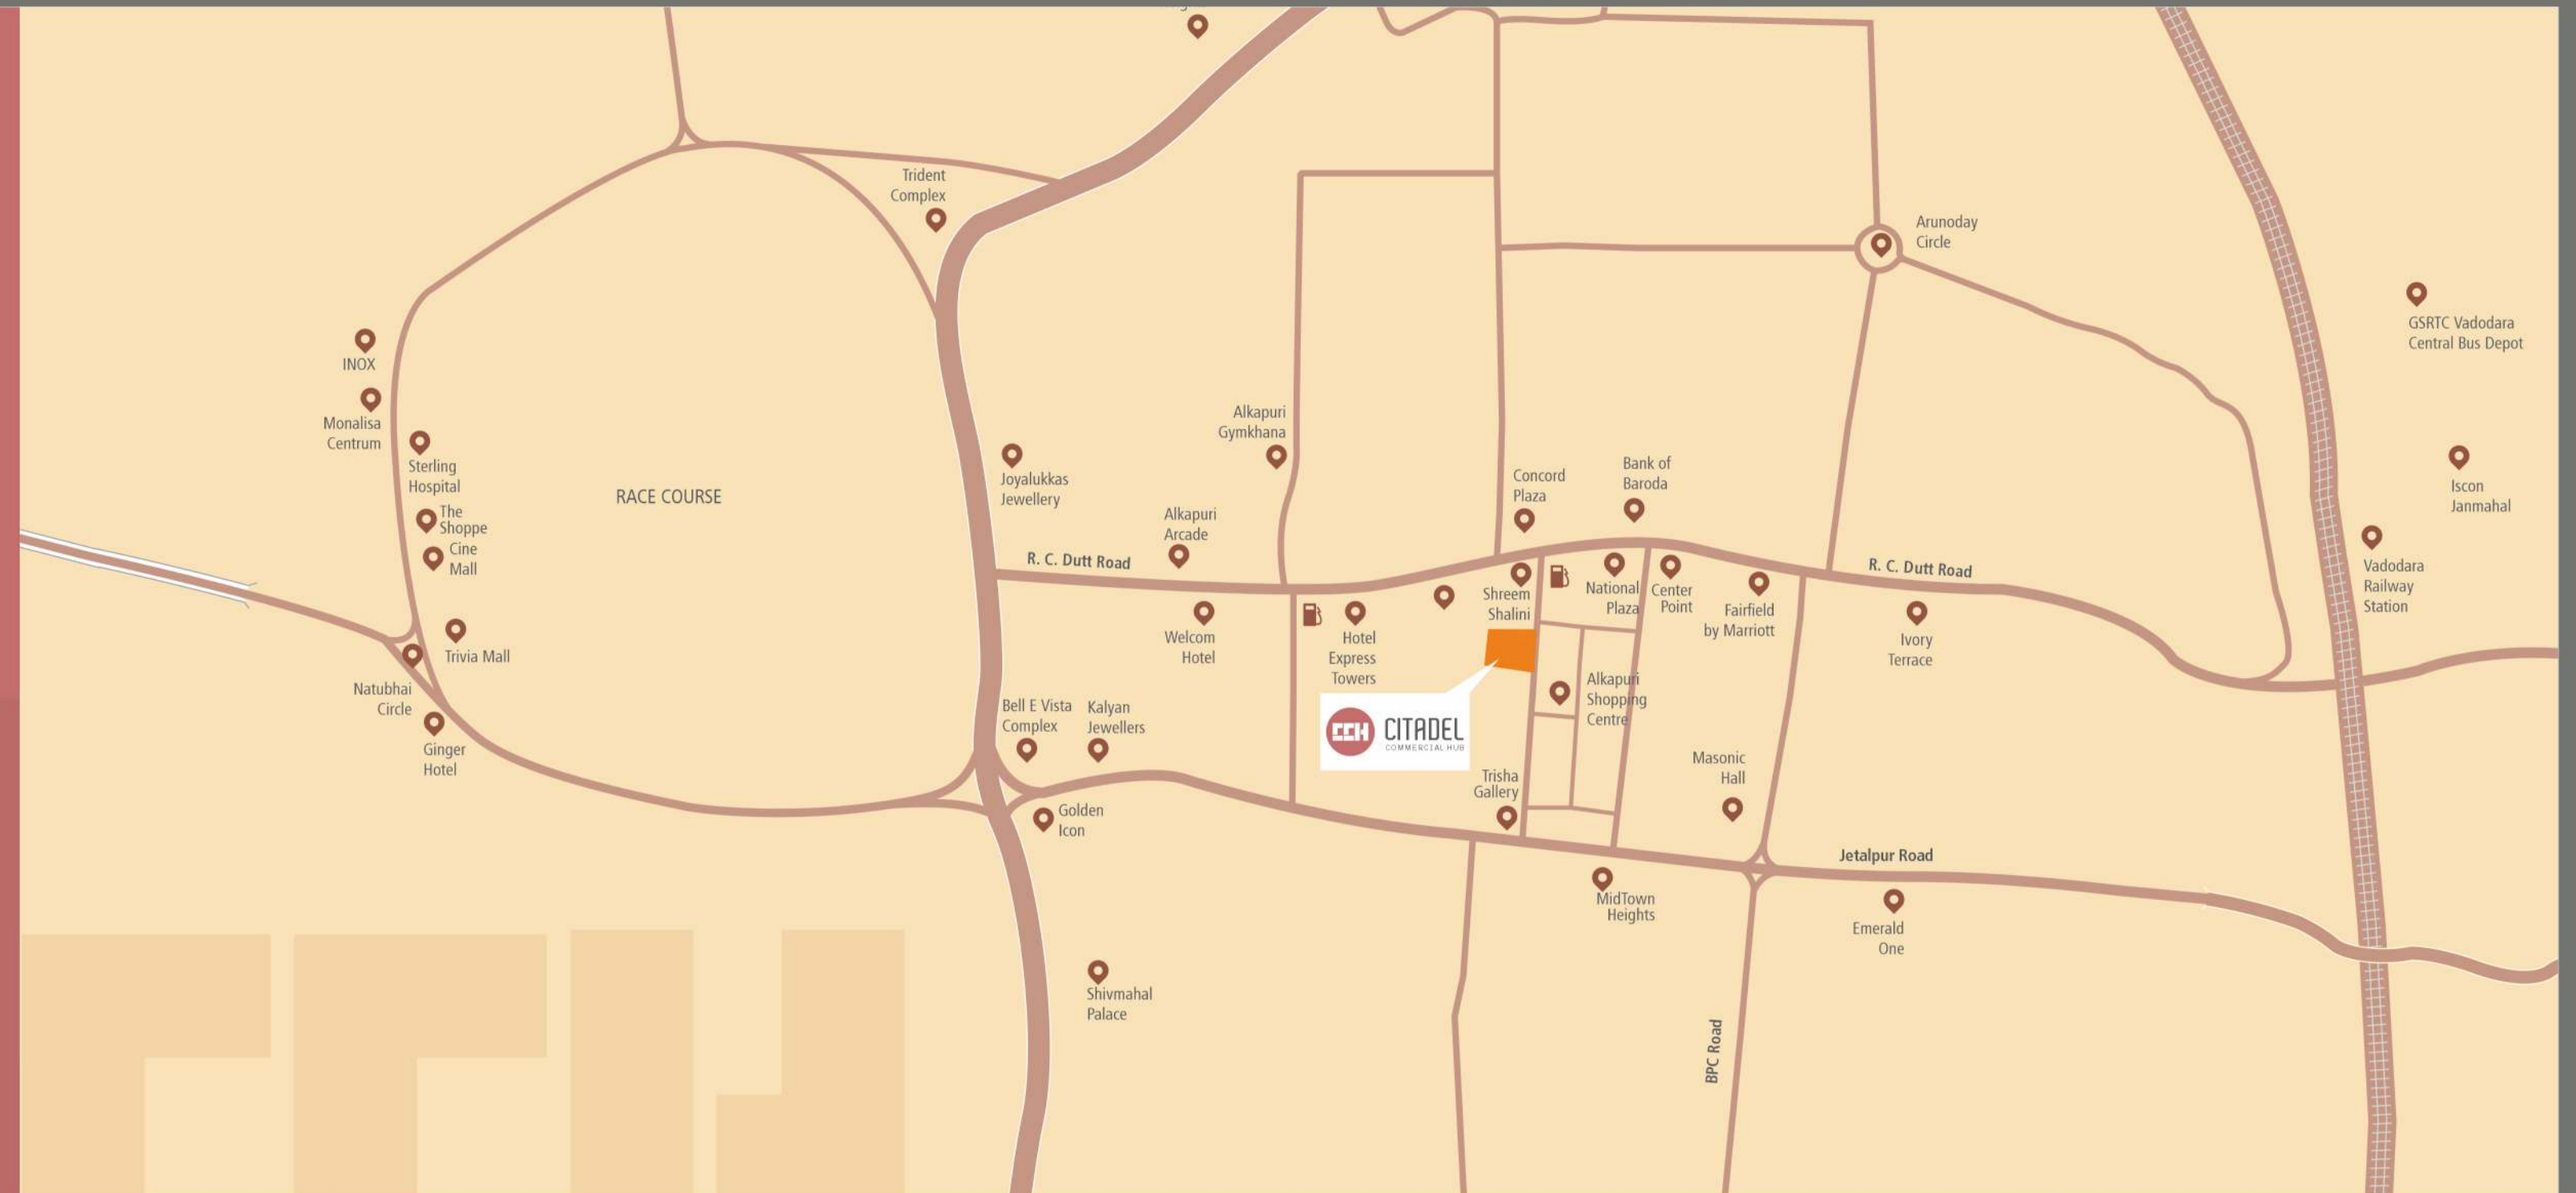 Trident
Complex
Arunoday
Circle
GSRTC Vadodara
Central Bus Depot
INOX
Monalisa
Centrum
Sterling
Hospital
The
Shoppe
Cine
Mall
RACE COURSE
Joyalukkas
Jewellery
Alkapuri
Gymkhana
Alkapuri
Arcade
Concord
Plaza
Bank of
Baroda
Iscon
Janmahal
R. C. Dutt Road
R. C. Dutt Road
Vadodara
Railway
Station
Shreem
Shalini
National
Plaza
Center
Point
Fairfield
by Marriott
Ivory
Terrace
Welcom
Hotel
Hotel
Express
Towers
Trivia Mall
Natubhai
Circle
Ginger
Hotel
Bell E Vista
Complex
Kalyan
Jewellers
Alkapuri
Shopping
Centre
CCH
CITADEL
COMMERCIAL HUB
Trisha
Gallery
Masonic
Hall
Golden
Icon
Jetalpur Road
MidTown
Heights
Emerald
One
Shivmahal
Palace
BPC Road